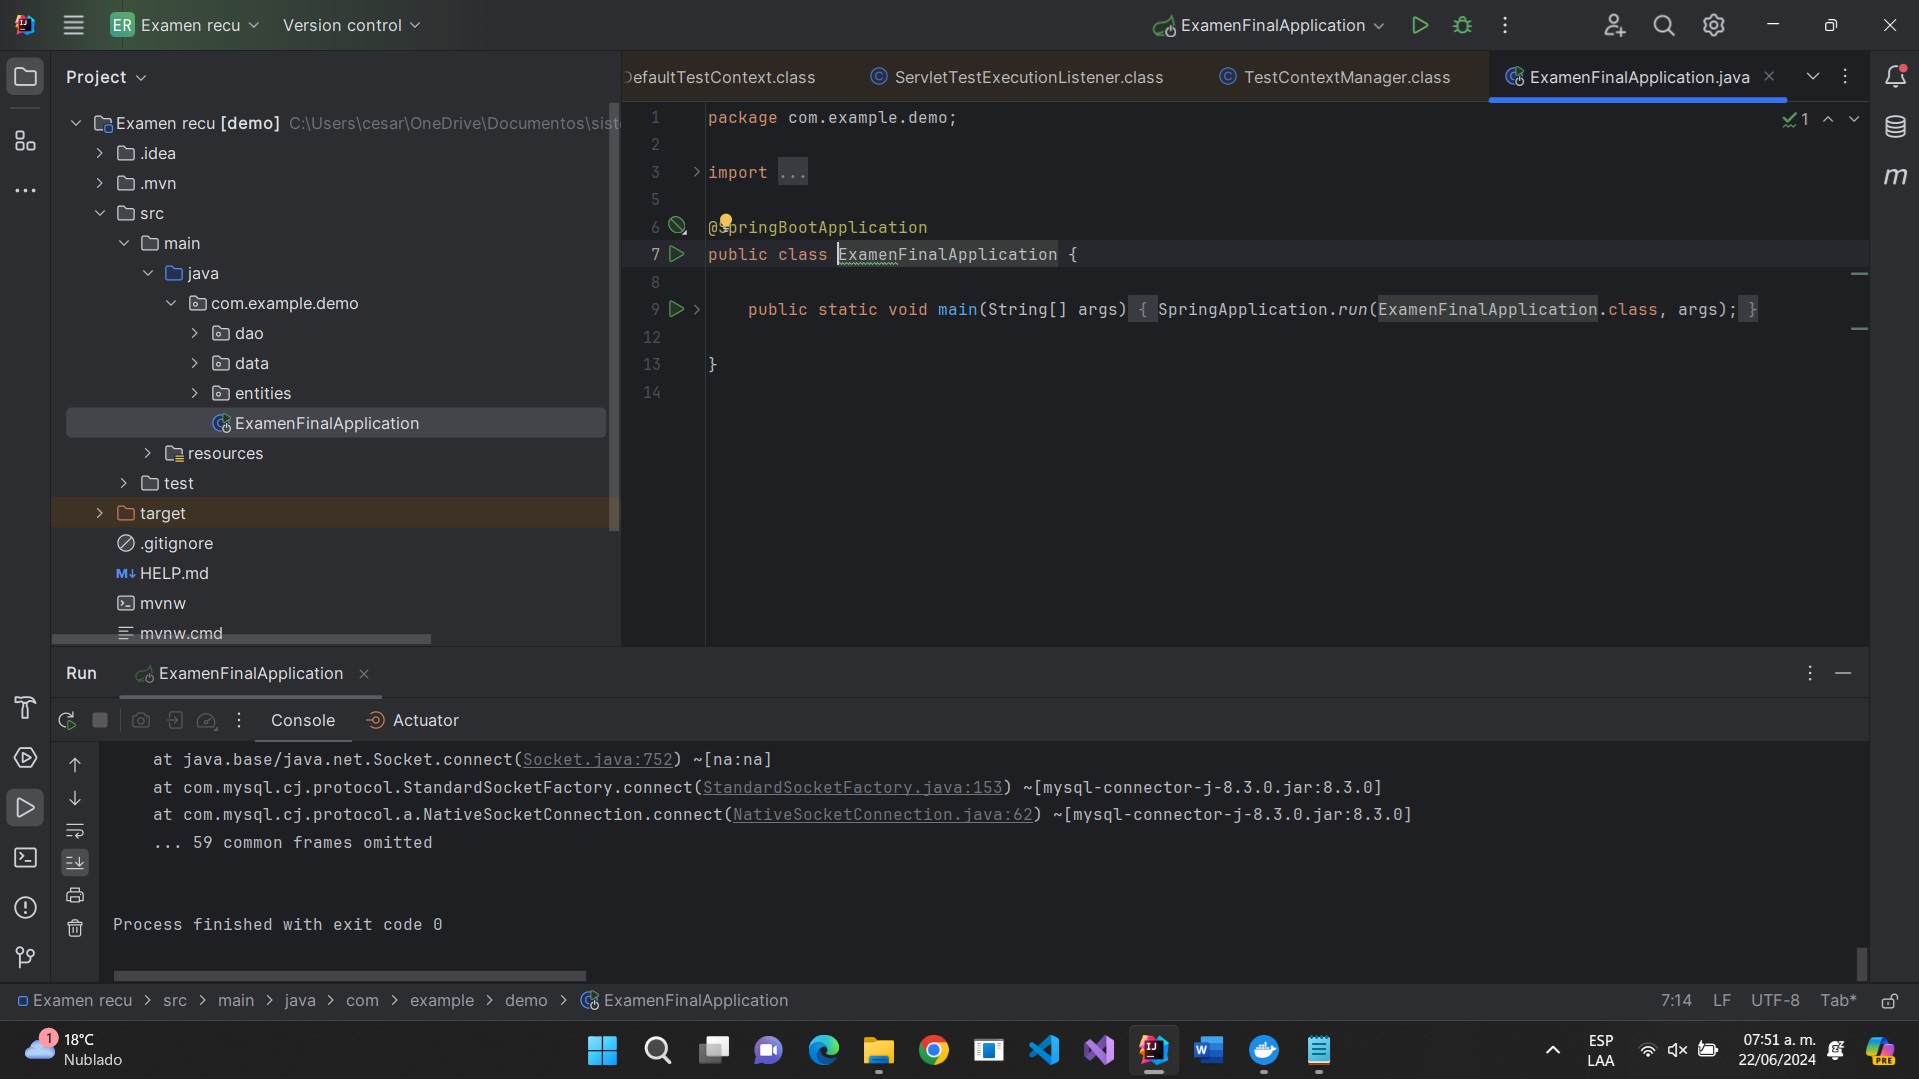 ER Examen recu
Version control
ExamenFinalApplication
Project
DefaultTestContext.class
ServletTestExecutionListener.class
TestContextManager.class
ExamenFinalApplication.java
Examen recu [demo] C:\Users\cesar\OneDrive\Documentos\sist
.idea
.mvn
src
main
java
com.example.demo
dao
data
entities
ExamenFinalApplication
resources
test
target
.gitignore
M↓ HELP.md
mvnw
mvnw.cmd
1 package com.example.demo;
1
2
3 import ...
5
6 @SpringBootApplication
7 public class ExamenFinalApplication {
8
9 public static void main(String[] args) { SpringApplication.run(ExamenFinalApplication.class, args); }
12
13 }
14
m
Run
ExamenFinalApplication
Console
Actuator
at java.base/java.net.Socket.connect(Socket.java:752) ~[na:na]
at com.mysql.cj.protocol.StandardSocketFactory.connect(StandardSocketFactory.java:153) ~[mysql-connector-j-8.3.0.jar:8.3.0]
at com.mysql.cj.protocol.a.NativeSocketConnection.connect(NativeSocketConnection.java:62) ~[mysql-connector-j-8.3.0.jar:8.3.0]
... 59 common frames omitted
Process finished with exit code 0
Examen recu > src > main > java > com > example > demo > ExamenFinalApplication
7:14 LF UTF-8 Tab*
1
18°C
Nublado
ESP
LAA
07:51 a. m.
22/06/2024
PRE